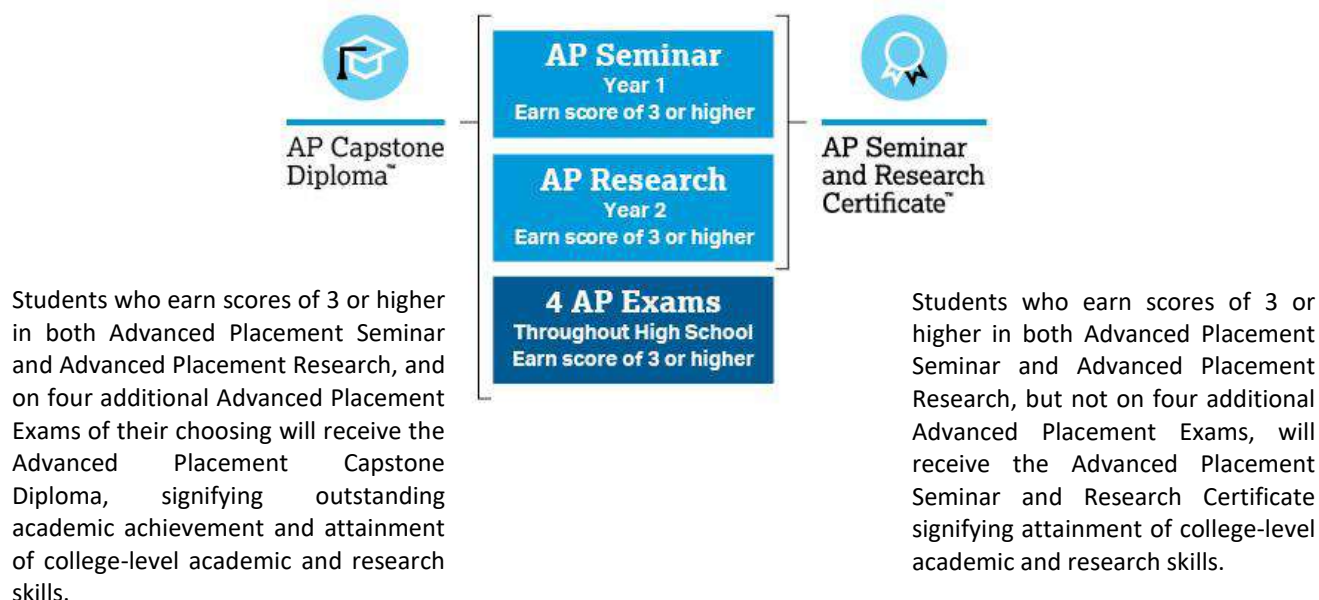 AP Capstone
Diploma™
AP Seminar
Year 1
Earn score of 3 or higher
AP Research
Year 2
Earn score of 3 or higher
4 AP Exams
Throughout High School
Earn score of 3 or higher
AP Seminar
and Research
Certificate™
Students who earn scores of 3 or higher
in both Advanced Placement Seminar
and Advanced Placement Research, and
on four additional Advanced Placement
Exams of their choosing will receive the
Advanced Placement Capstone
Diploma, signifying outstanding
academic achievement and attainment
of college-level academic and research
skills.
Students who earn scores of 3 or
higher in both Advanced Placement
Seminar and Advanced Placement
Research, but not on four additional
Advanced Placement Exams, will
receive the Advanced Placement
Seminar and Research Certificate
signifying attainment of college-level
academic and research skills.